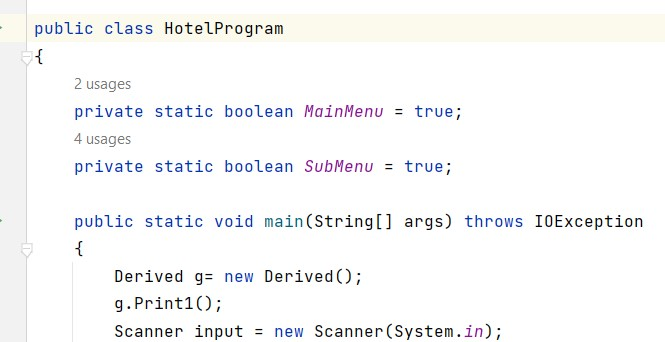 public class HotelProgram
{
2 usages
private static boolean MainMenu = true;
4 usages
private static boolean SubMenu = true;
public static void main(String[] args) throws IOException
{
Derived g= new Derived();
g.Print1();
Scanner input = new Scanner(System.in);